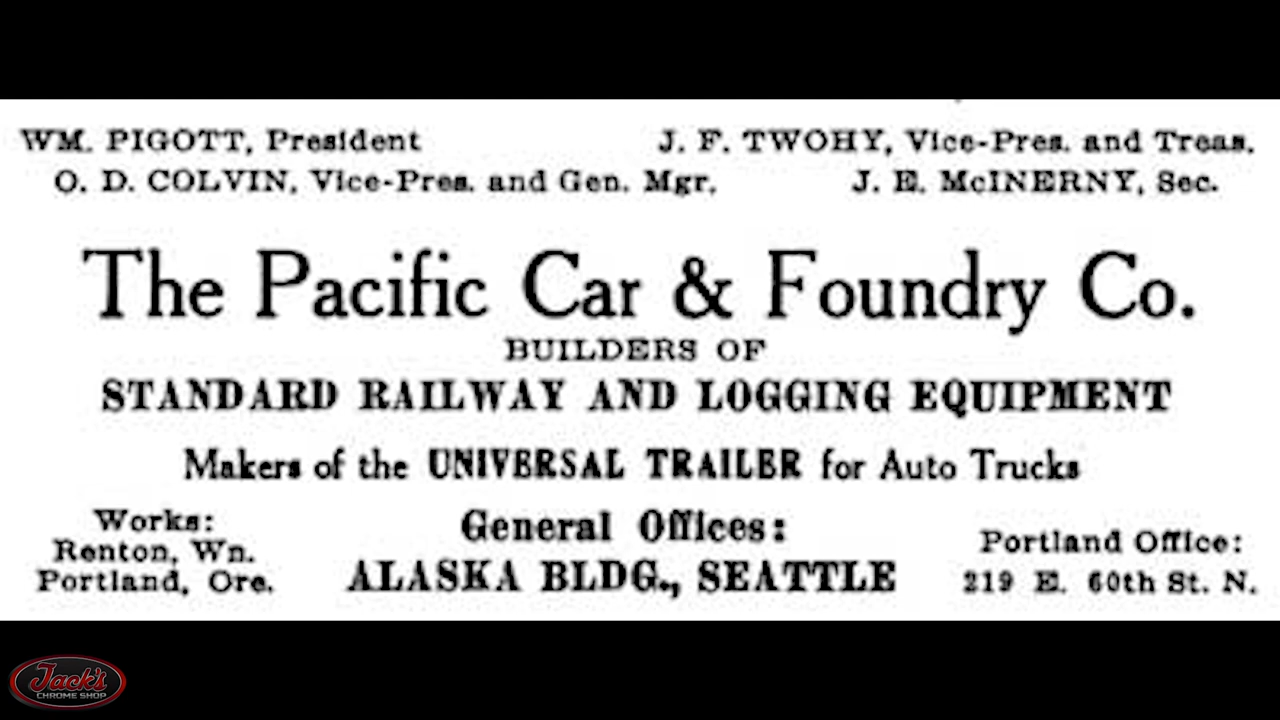 WM. PIGOTT, President
J. F. TWOHY, Vice-Pres. and Treas.
O. D. COLVIN, Vice-Pres. and Gen. Mgr.
J. E. McINERNY, Sec.
The Pacific Car & Foundry Co.
BUILDERS OF
STANDARD RAILWAY AND LOGGING EQUIPMENT
Makers of the UNIVERSAL TRAILER for Auto Trucks
Works:
Renton, Wn.
Portland, Ore.
General Offices:
ALASKA BLDG., SEATTLE
Portland Office:
219 E. 60th St. N.
Jack's
CHROME SHOP